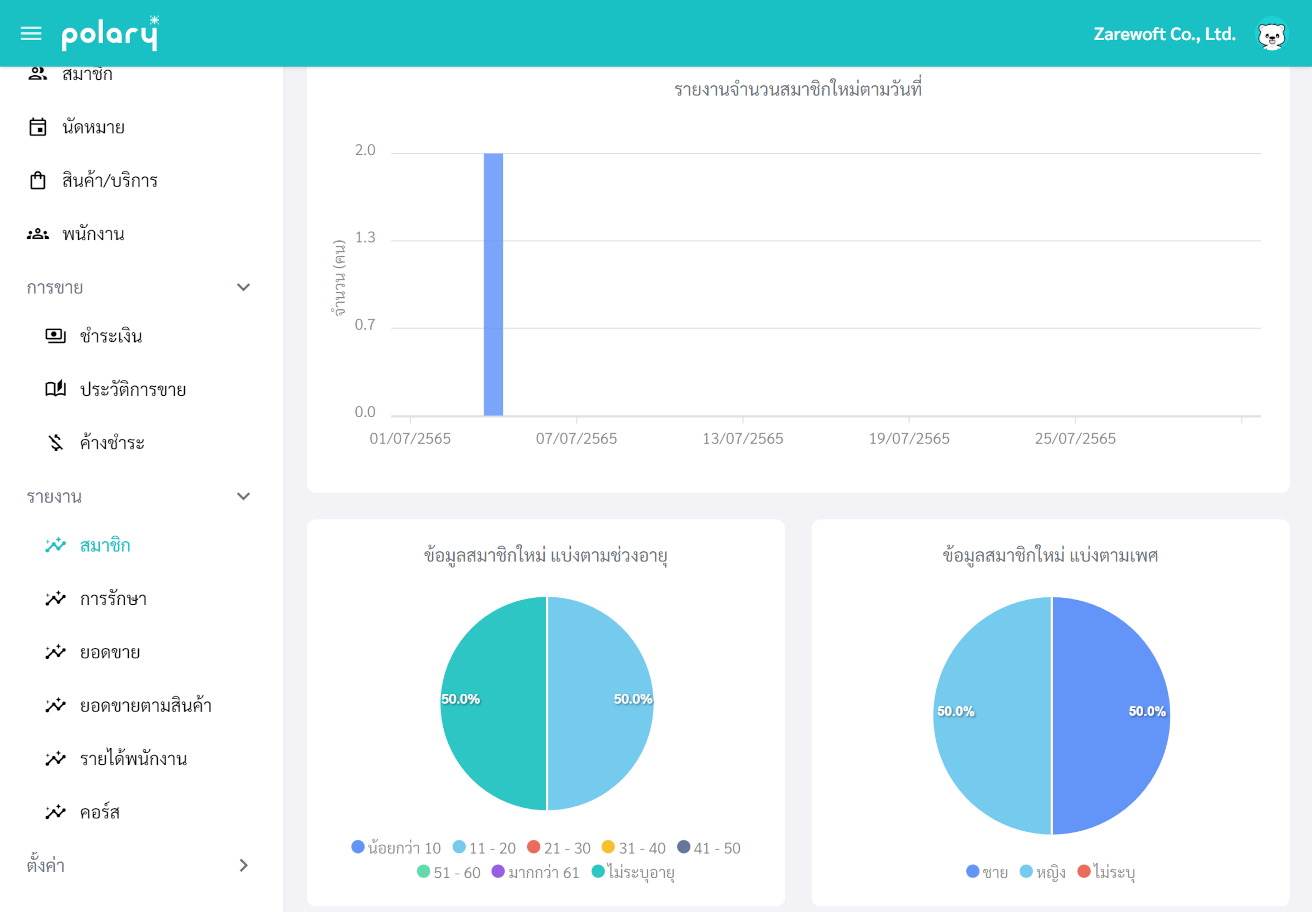 polary
Zarewoft Co., Ltd.
สมาชิก
นัดหมาย
สินค้า/บริการ
พนักงาน
การขาย
ชำระเงิน
ประวัติการขาย
ค้างชำระ
รายงาน
สมาชิก
การรักษา
ยอดขาย
ยอดขายตามสินค้า
รายได้พนักงาน
คอร์ส
ตั้งค่า
รายงานจำนวนสมาชิกใหม่ตามวันที่
จำนวน (คน)
2.0
1.3
0.7
0.0
01/07/2565 07/07/2565 13/07/2565 19/07/2565 25/07/2565
ข้อมูลสมาชิกใหม่ แบ่งตามช่วงอายุ
50.0% 50.0%
น้อยกว่า 10 11 - 20 21 - 30 31 - 40 41 - 50
51 - 60 มากกว่า 61 ไม่ระบุอายุ
ข้อมูลสมาชิกใหม่ แบ่งตามเพศ
50.0% 50.0%
ชาย หญิง ไม่ระบุ